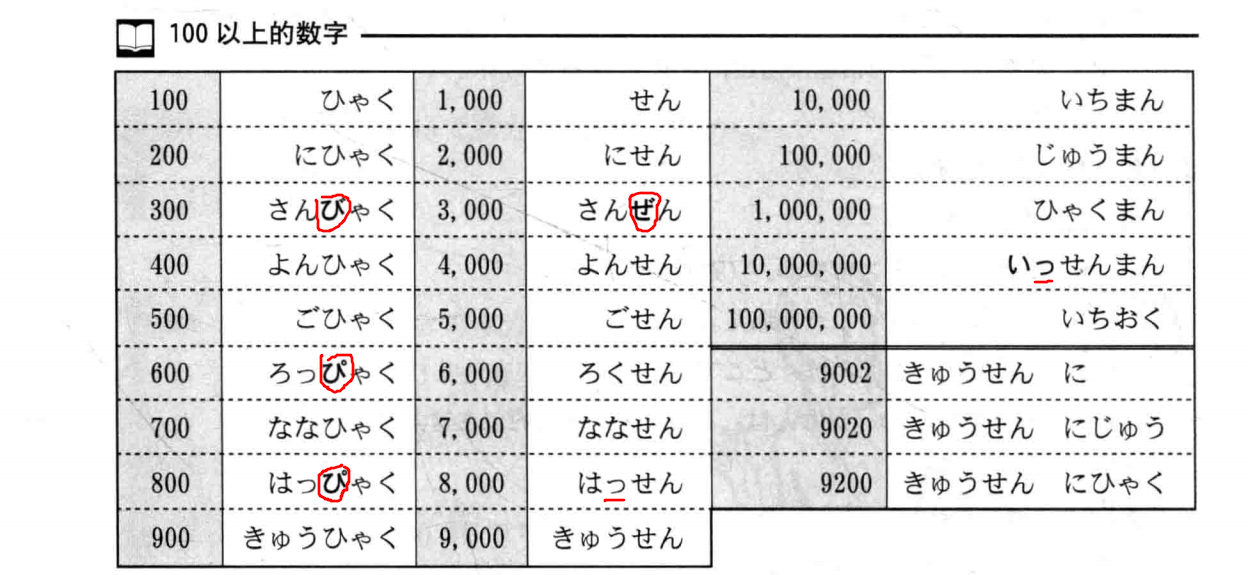 100 以上的数字
100 ひゃく 1,000 せん 10,000 いちまん
200 にひゃく 2,000 にせん 100,000 じゅうまん
300 さんびゃく 3,000 さんぜん 1,000,000 ひゃくまん
400 よんひゃく 4,000 よんせん 10,000,000 いっせんまん
500 ごひゃく 5,000 ごせん 100,000,000 いちおく
600 ろっぴゃく 6,000 ろくせん 9002 きゅうせん に
700 ななひゃく 7,000 ななせん 9020 きゅうせん にじゅう
800 はっぴゃく 8,000 はっせん 9200 きゅうせん にひゃく
900 きゅうひゃく 9,000 きゅうせん